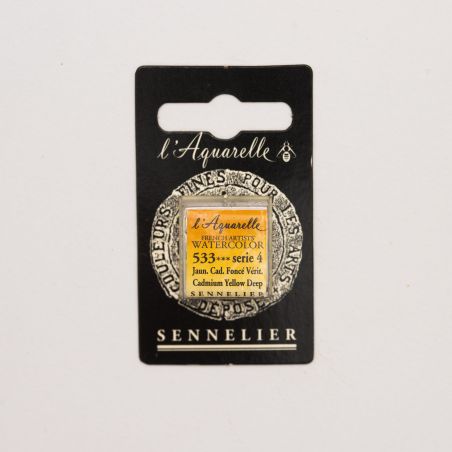 l'Aquarelle
COULEURS FINES POUR LES ARTS
DÉPOSÉ
l'Aquarelle
FRENCH ARTISTS'
WATERCOLOR
533*** serie 4
Jaun. Cad. Foncé Vérit.
Cadmium Yellow Deep
SENNELIER
SENNELIER